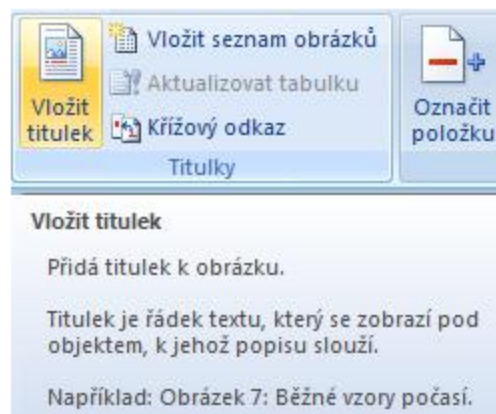 Vložit titulek
Vložit seznam obrázků
Aktualizovat tabulku
Křížový odkaz
Titulky
Označit položku
Vložit titulek
Přidá titulek k obrázku.
Titulek je řádek textu, který se zobrazí pod
objektem, k jehož popisu slouží.
Například: Obrázek 7: Běžné vzory počasí.